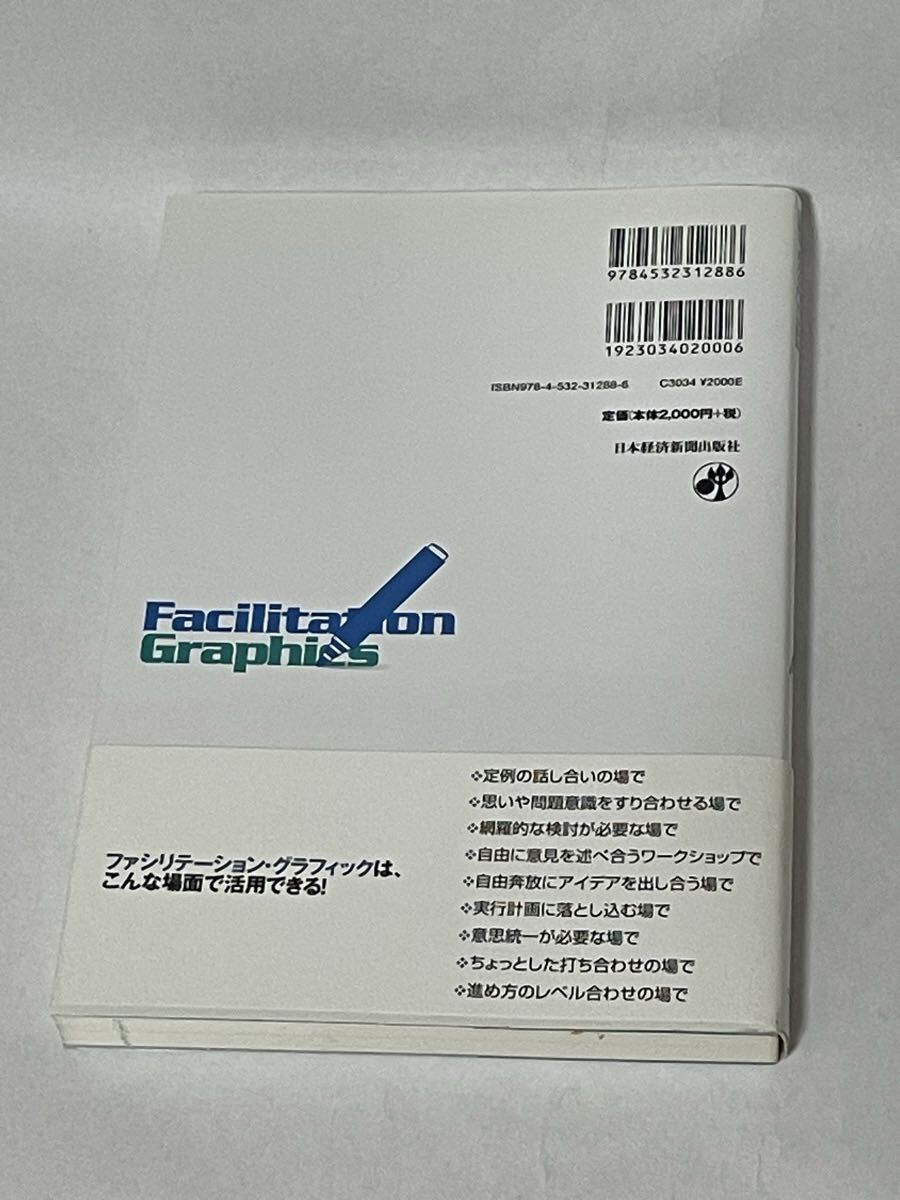 9784532312886
1923034020006
ISBN978-4-532-31288-6 C3034 ¥2000E
定価(本体2,000円+税)
日本経済新聞出版社
Facilitation
Graphics
ファシリテーション・グラフィックは、
こんな場面で活用できる!
❖定例の話し合いの場で
❖思いや問題意識をすり合わせる場で
❖網羅的な検討が必要な場で
❖自由に意見を述べ合うワークショップで
❖自由奔放にアイデアを出し合う場で
❖実行計画に落とし込む場で
❖意思統一が必要な場で
❖ちょっとした打ち合わせの場で
❖進め方のレベル合わせの場で